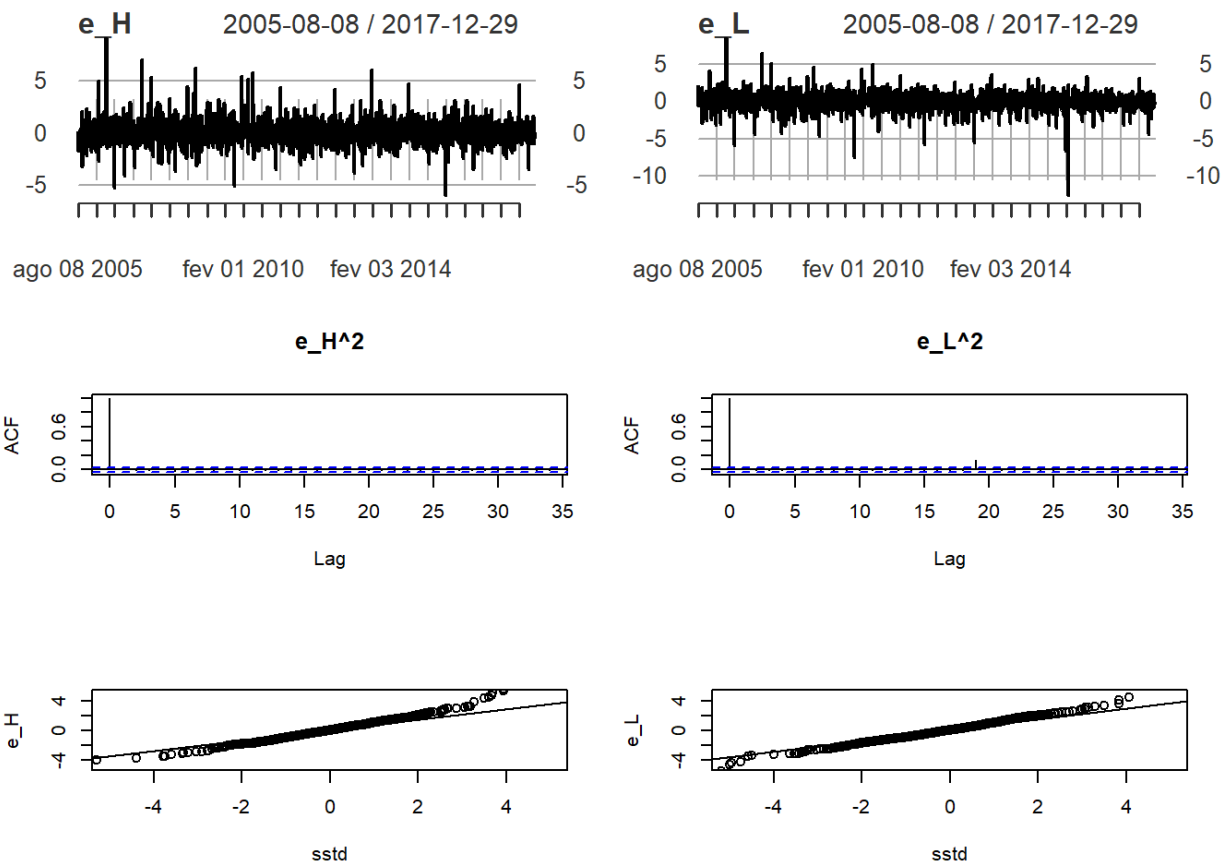 e_H 2005-08-08 / 2017-12-29
5 5
0 0
-5 -5
ago 08 2005 fev 01 2010 fev 03 2014
e_L 2005-08-08 / 2017-12-29
5 5
0 0
-5 -5
-10 -10
ago 08 2005 fev 01 2010 fev 03 2014
e_H^2
ACF
0.6
0.0
0 5 10 15 20 25 30 35
Lag
e_L^2
ACF
0.6
0.0
0 5 10 15 20 25 30 35
Lag
e_H
4
0
-4
-4 -2 0 2 4
sstd
e_L
4
0
-4
-4 -2 0 2 4
sstd